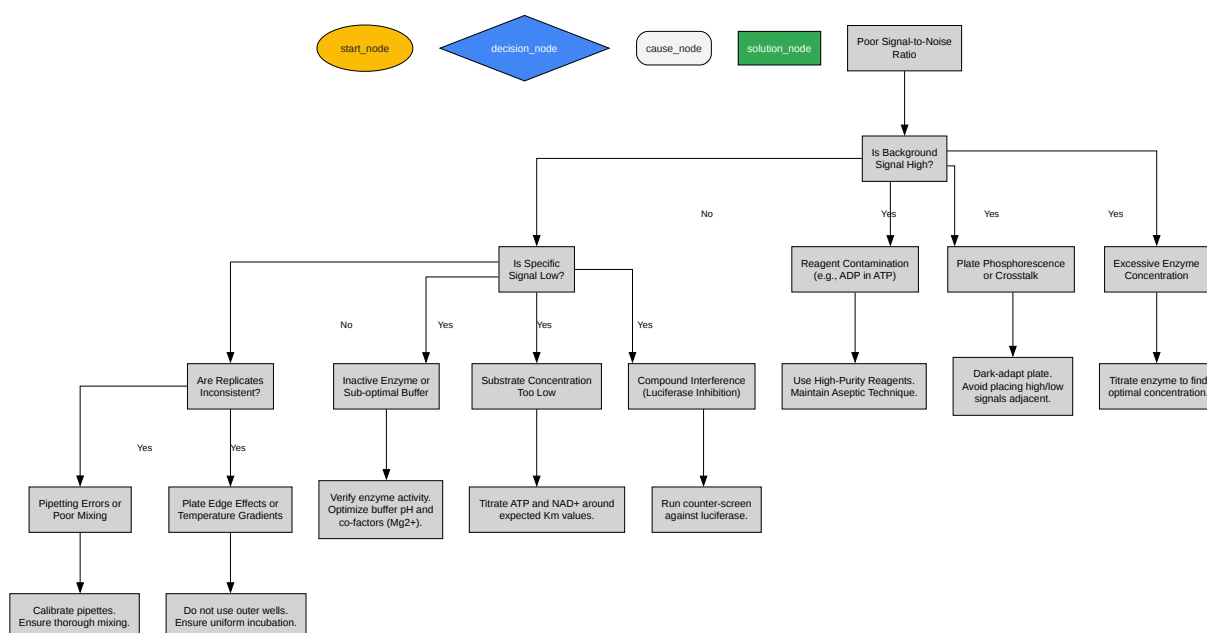 start_node
decision_node
cause_node
solution_node
Poor Signal-to-Noise
Ratio
Is Background
Signal High?
No
Yes
Yes
Yes
Is Specific
Signal Low?
Reagent Contamination
(e.g., ADP in ATP)
Plate Phosphorescence
or Crosstalk
Excessive Enzyme
Concentration
No
Yes
Yes
Yes
Are Replicates
Inconsistent?
Inactive Enzyme or
Sub-optimal Buffer
Substrate Concentration
Too Low
Compound Interference
(Luciferase Inhibition)
Use High-Purity Reagents.
Maintain Aseptic Technique.
Dark-adapt plate.
Avoid placing high/low
signals adjacent.
Titrate enzyme to find
optimal concentration.
Yes
Yes
Pipetting Errors or
Poor Mixing
Plate Edge Effects or
Temperature Gradients
Verify enzyme activity.
Optimize buffer pH and
co-factors (Mg2+).
Titrate ATP and NAD+ around
expected Km values.
Run counter-screen
against luciferase.
Calibrate pipettes.
Ensure thorough mixing.
Do not use outer wells.
Ensure uniform incubation.